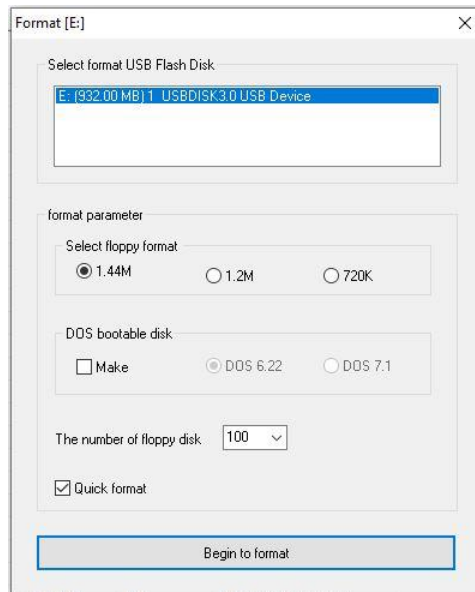 Format [E:]
Select format USB Flash Disk
E: (932.00 MB) 1 USBDISK3.0 USB Device
format parameter
Select floppy format
1.44M 1.2M 720K
DOS bootable disk
Make DOS 6.22 DOS 7.1
The number of floppy disk 100
Quick format
Begin to format